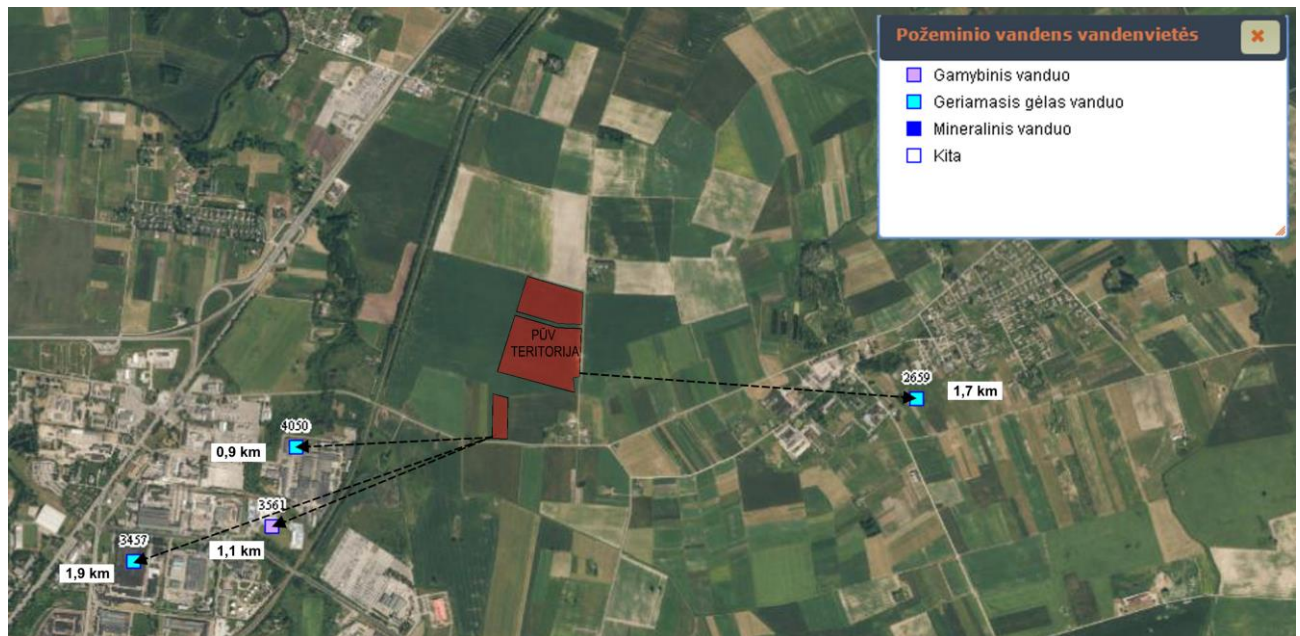 Požeminio vandens vandenvietės
Gamybinis vanduo
Geriamasis gėlas vanduo
Mineralinis vanduo
Kita
PŪV
TERITORIJA
2659
1,7 km
4050
0,9 km
3561
1,1 km
3457
1,9 km